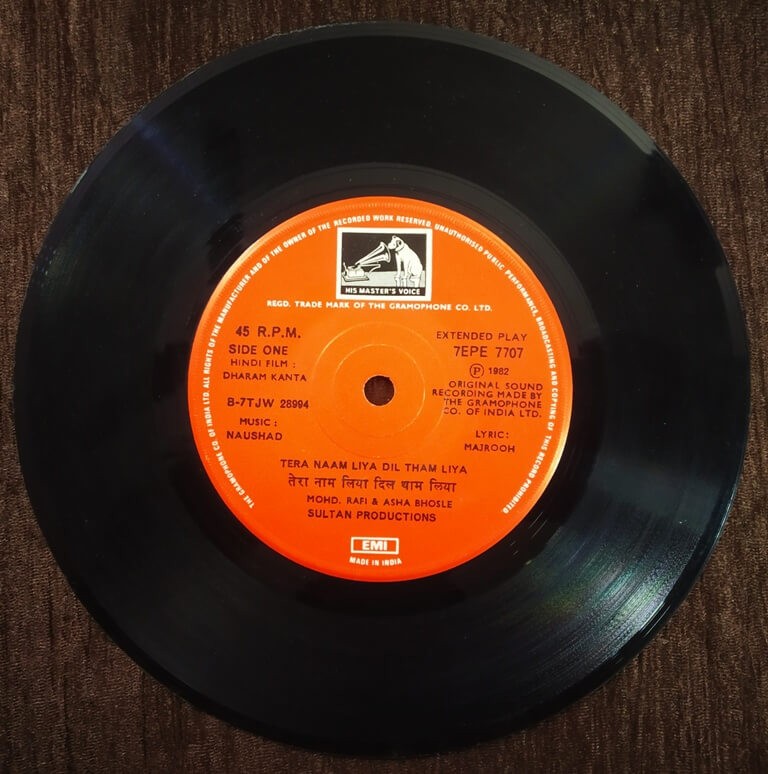 THE GRAMOPHONE CO. OF INDIA LTD. ALL RIGHTS OF THE MANUFACTURER AND OF THE OWNER OF THE RECORDED WORK RESERVED. UNAUTHORISED PUBLIC PERFORMANCE, BROADCASTING AND COPYING OF THIS RECORD PROHIBITED.
HIS MASTER'S VOICE
REGD. TRADE MARK OF THE GRAMOPHONE CO. LTD.
45 R.P.M.
SIDE ONE
HINDI FILM :
DHARAM KANTA
8-7TJW 28994
MUSIC :
NAUSHAD
EXTENDED PLAY
7EPE 7707
Ⓟ 1982
ORIGINAL SOUND
RECORDING MADE BY
THE GRAMOPHONE
CO. OF INDIA LTD.
LYRIC:
MAJROOH
TERA NAAM LIYA DIL THAM LIYA
तेरा नाम लिया दिल थाम लिया
MOHD. RAFI & ASHA BHOSLE
SULTAN PRODUCTIONS
EMI
MADE IN INDIA